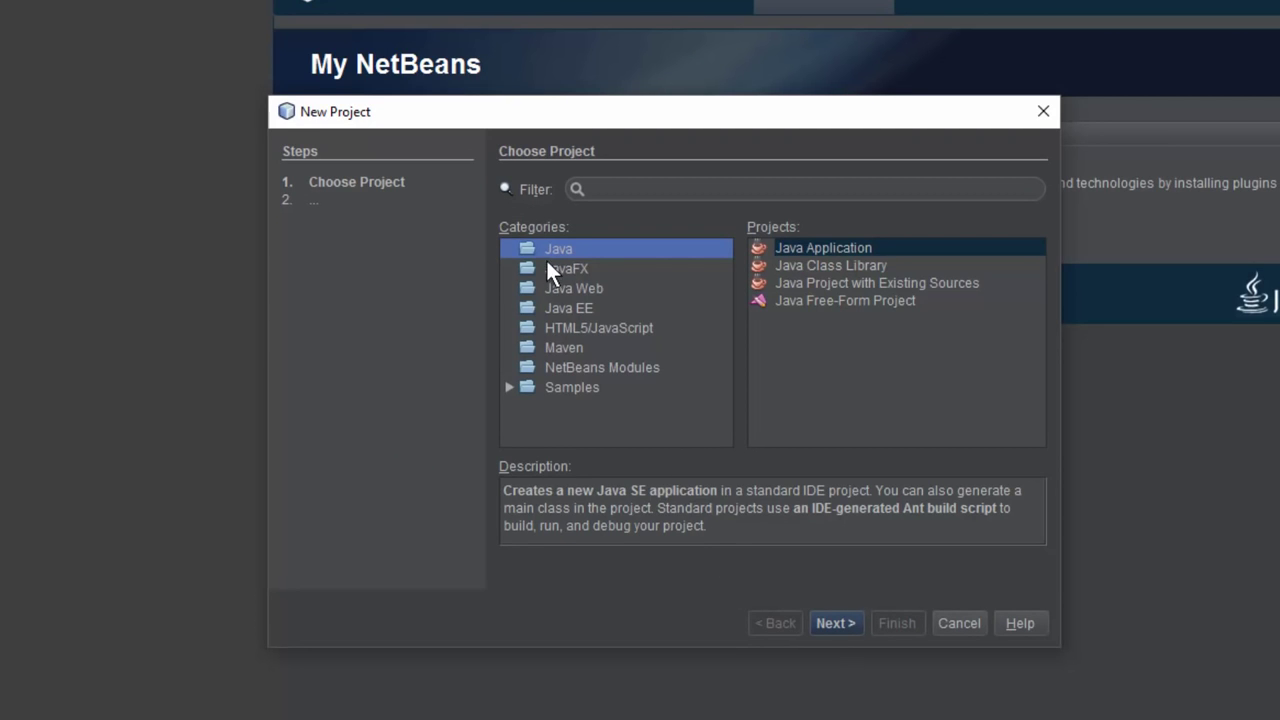 My NetBeans
New Project
Steps
1. Choose Project
2. ...
Choose Project
Filter:
Categories:
Java
JavaFX
Java Web
Java EE
HTML5/JavaScript
Maven
NetBeans Modules
Samples
Projects:
Java Application
Java Class Library
Java Project with Existing Sources
Java Free-Form Project
Description:
Creates a new Java SE application in a standard IDE project. You can also generate a
main class in the project. Standard projects use an IDE-generated Ant build script to
build, run, and debug your project.
< Back
Next >
Finish
Cancel
Help
technologies by installing plugins